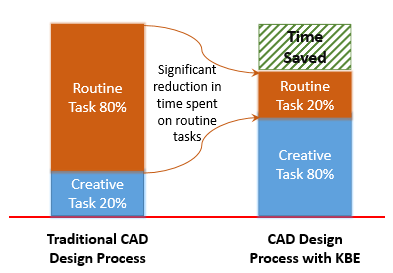 Routine
Task 80%
Creative
Task 20%
Significant
reduction in
time spent
on routine
tasks
Time
Saved
Routine
Task 20%
Creative
Task 80%
Traditional CAD
Design Process
CAD Design
Process with KBE